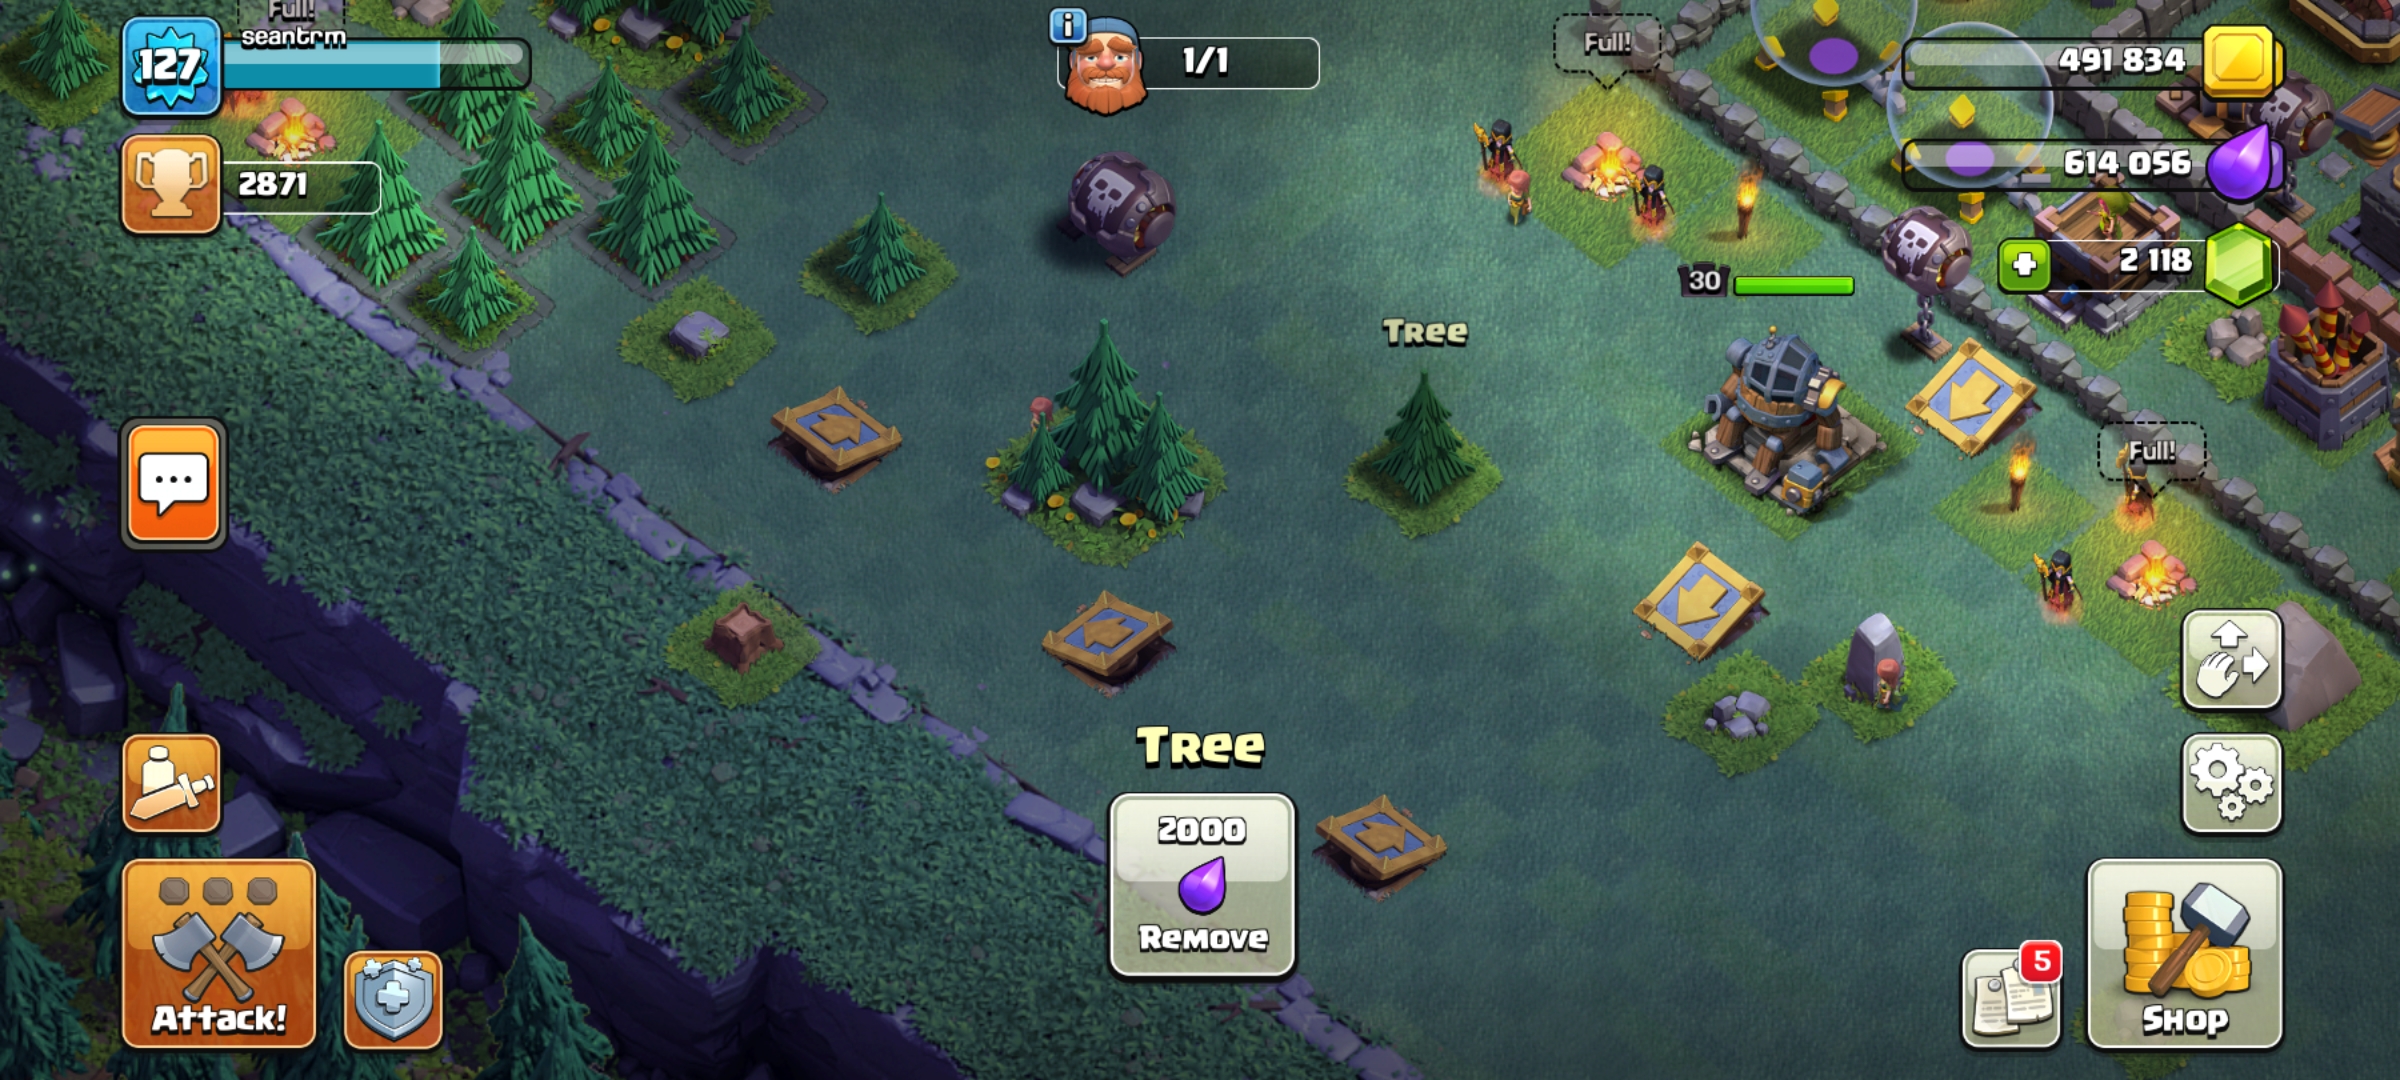 Full!
127
seantrm
1/1
Full!
491 834
2871
614 056
2 118
30
Tree
Full!
Tree
2000
Remove
Attack!
5
Shop